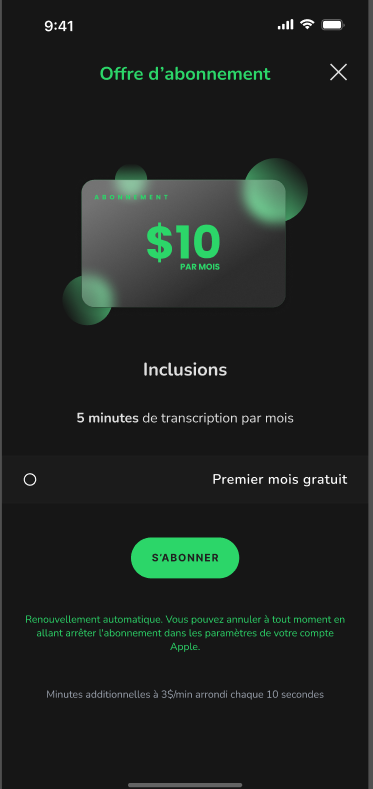 9:41
Offre d’abonnement
ABONNEMENT
$10
PAR MOIS
Inclusions
5 minutes de transcription par mois
Premier mois gratuit
S’ABONNER
Renouvellement automatique. Vous pouvez annuler à tout moment en
allant arrêter l'abonnement dans les paramètres de votre compte
Apple.
Minutes additionnelles à 3$/min arrondi chaque 10 secondes